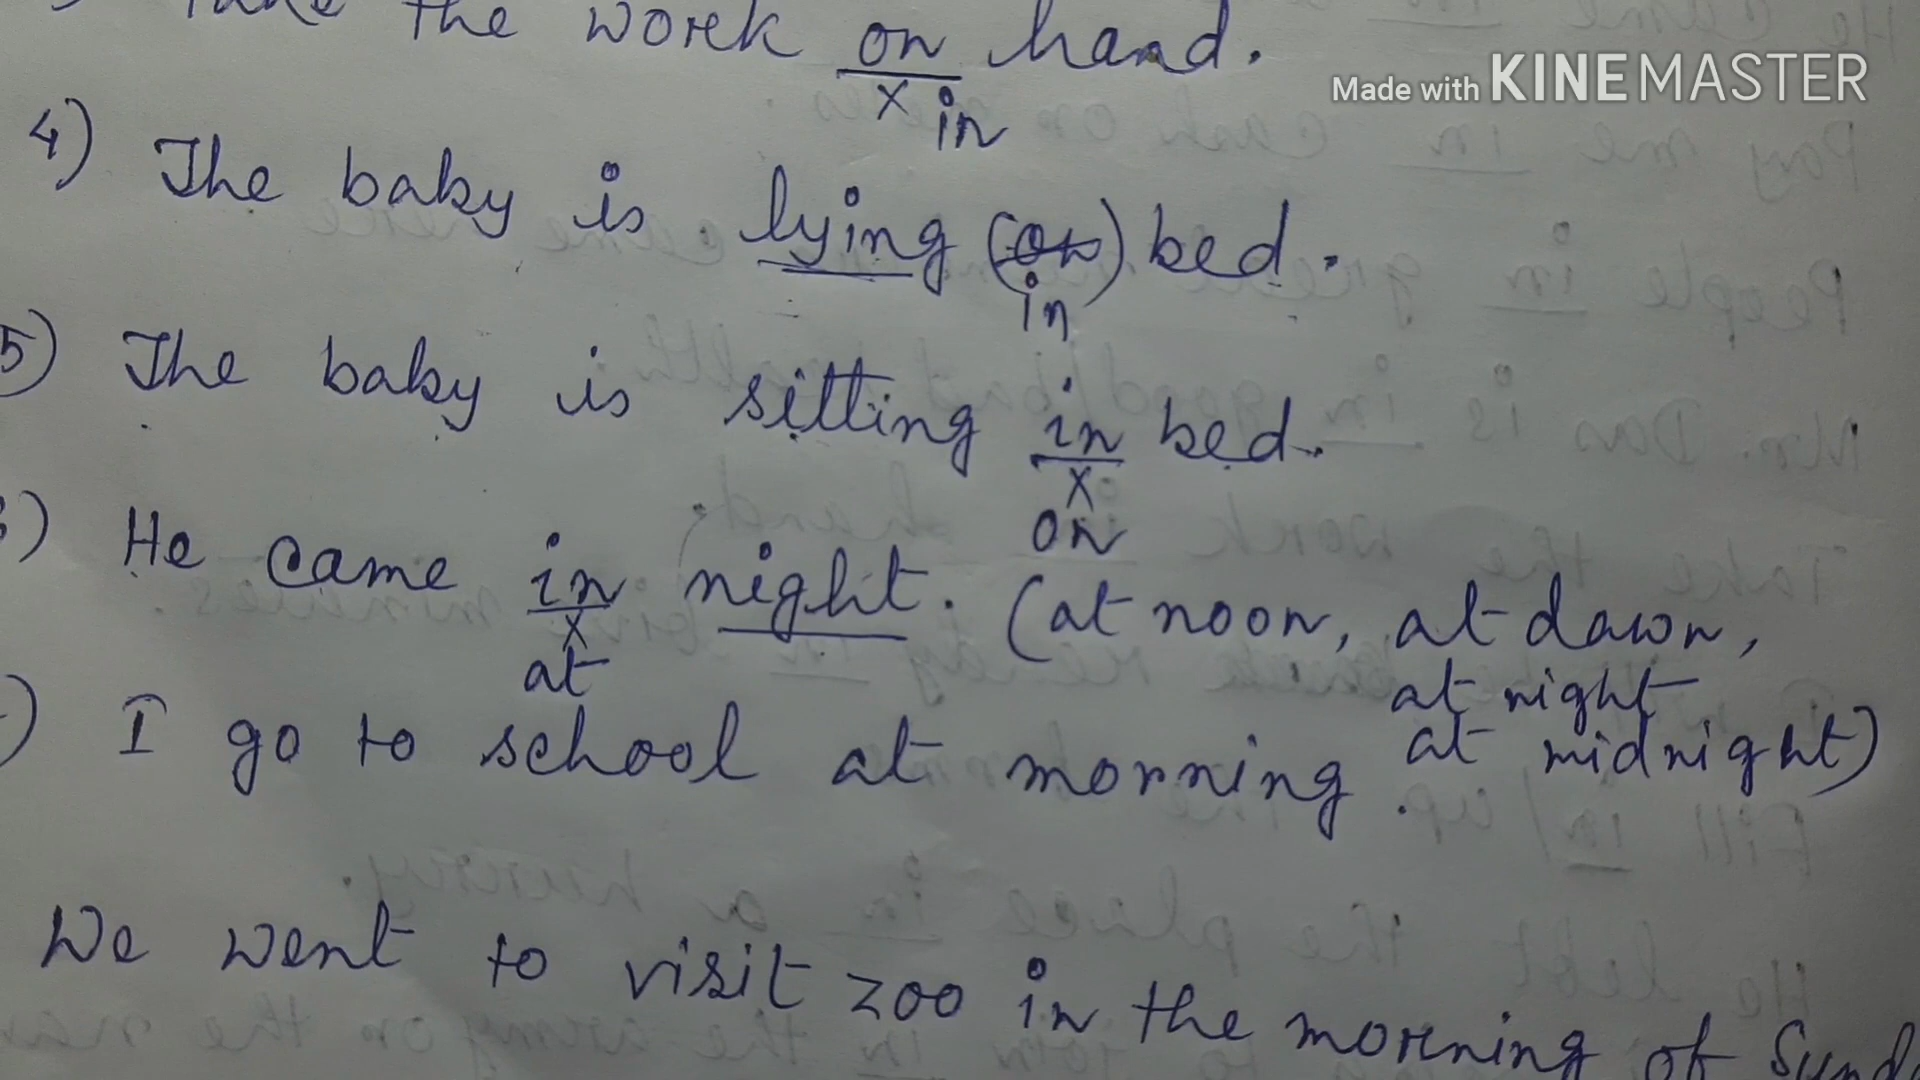 the work on hand.
x in
Made with KINEMASTER
4) The baby is lying (on) bed.
in
5) The baby is sitting in bed.
x
on
) He came in night. (at noon, at dawn,
x
at
at night
) I go to school at morning. at midnight)
We went to visit zoo in the morning of